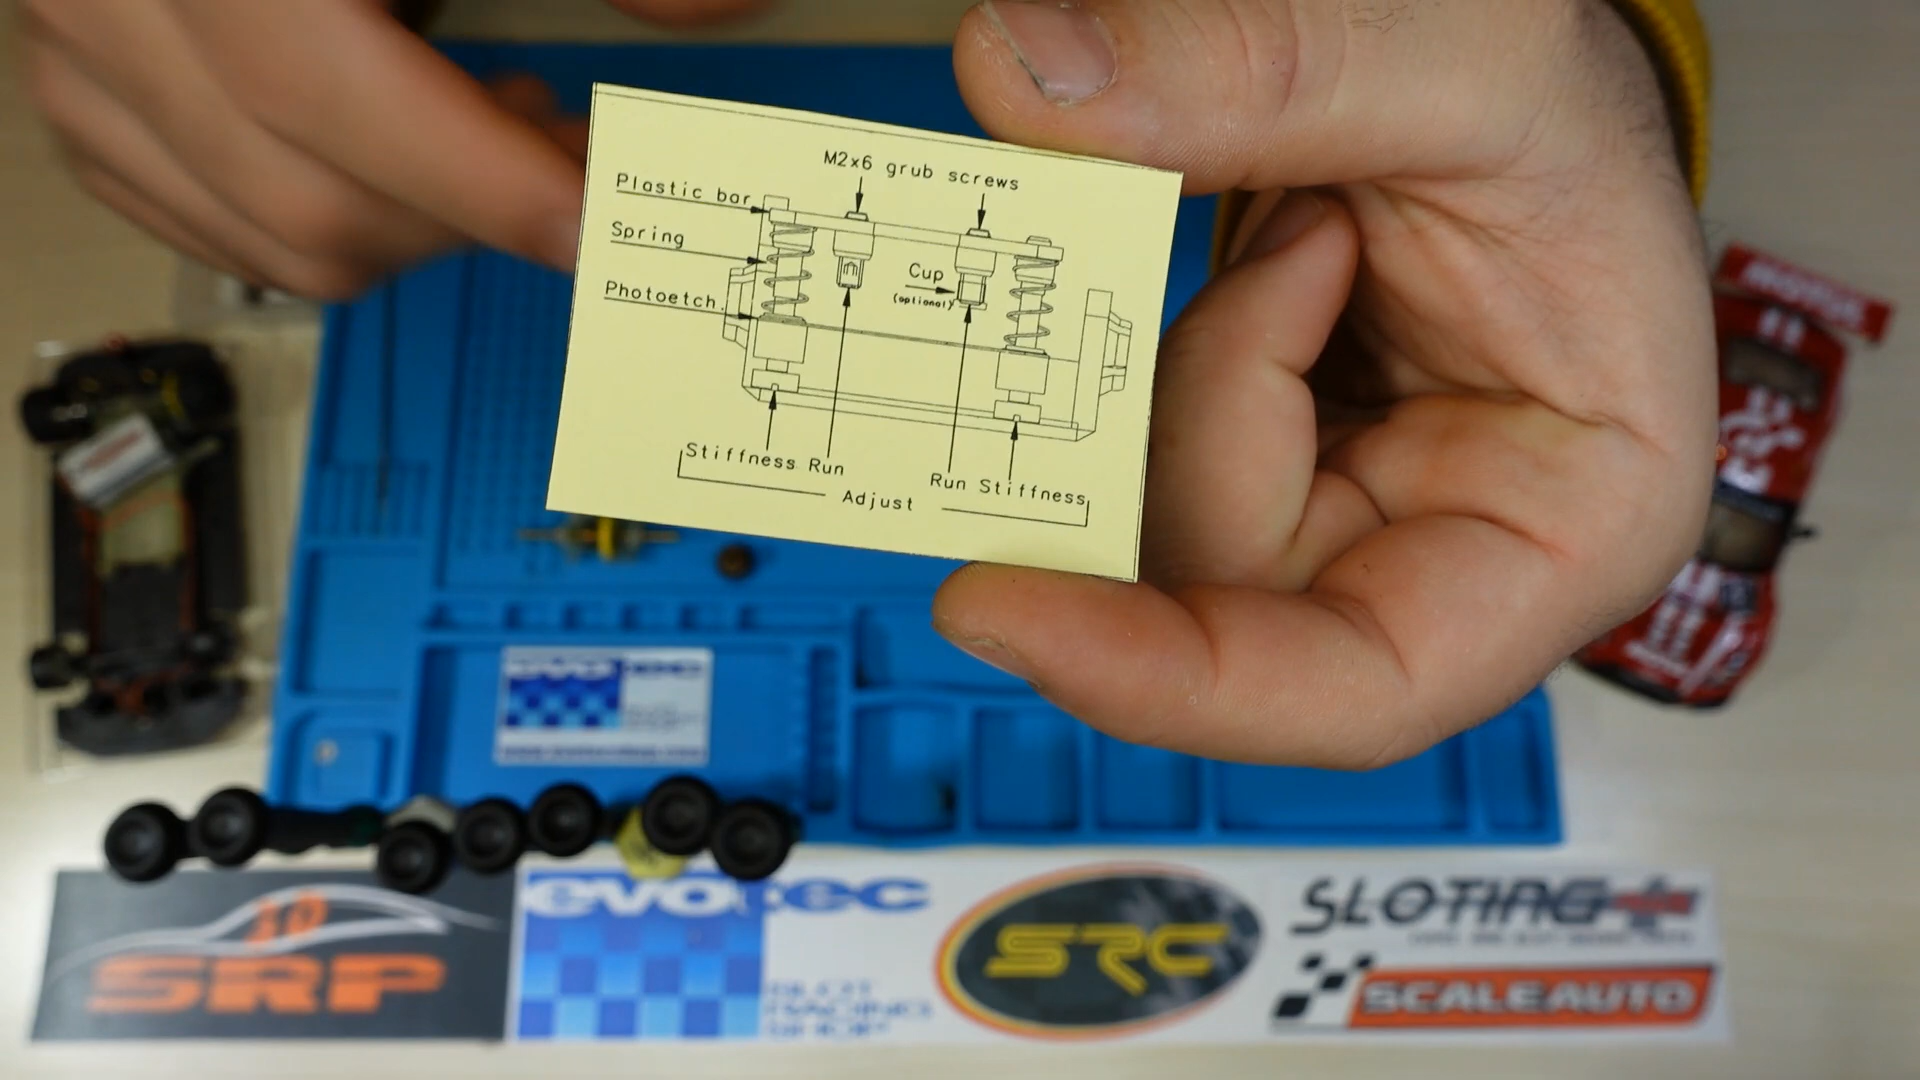 M2x6 grub screws
Plastic bar
Spring
Cup
(optional)
Photoetch
Stiffness Run
Run Stiffness
Adjust
evotec
SRP
evotec
SLOT
RACING
SHOP
SRC
SLOTING
SCALEAUTO